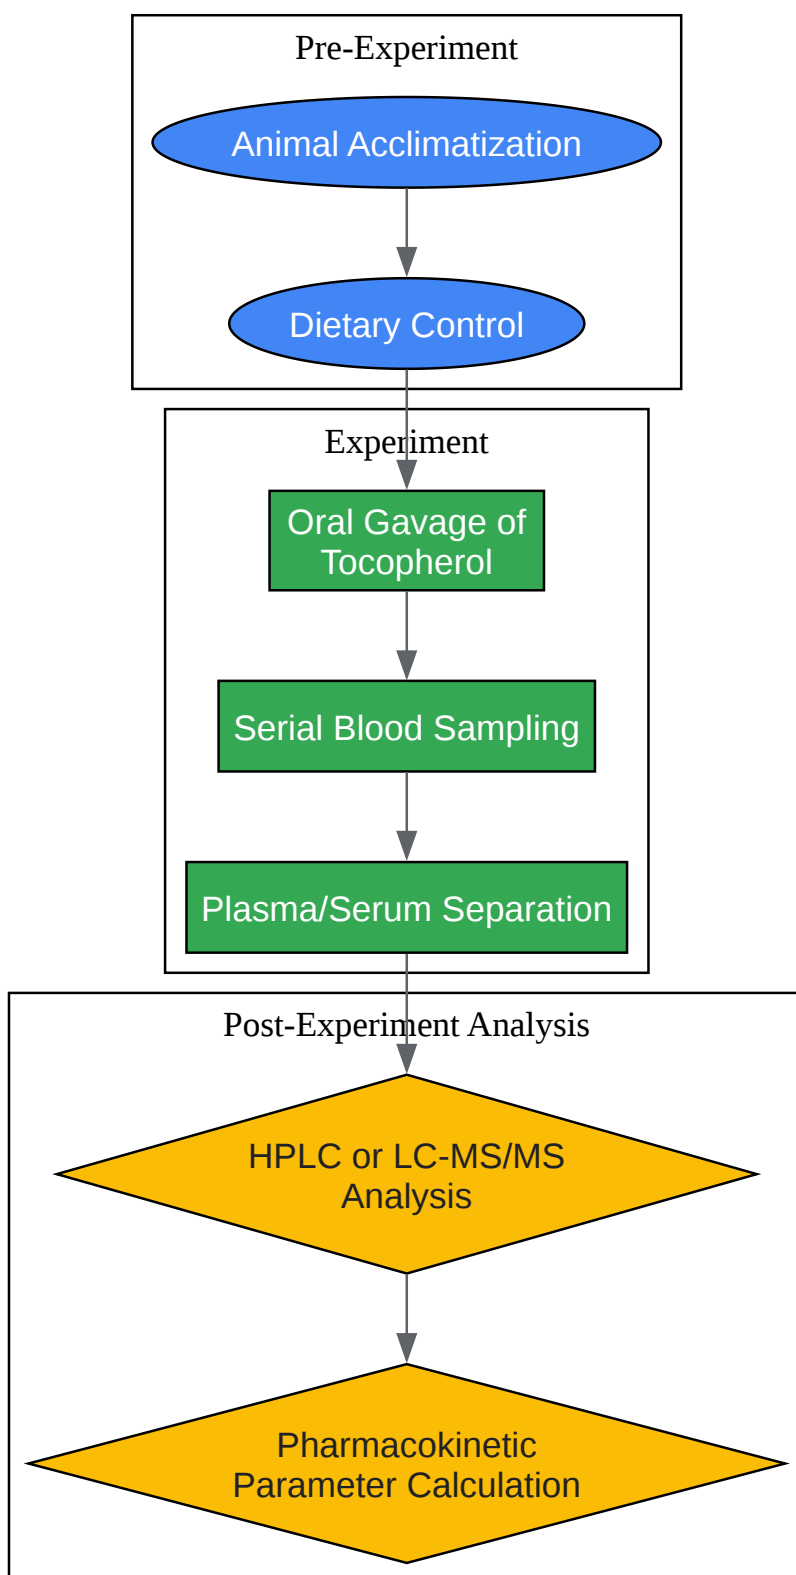 Pre-Experiment
Animal Acclimatization
Dietary Control
Experiment
Oral Gavage of
Tocopherol
Serial Blood Sampling
Plasma/Serum Separation
Post-Experiment Analysis
HPLC or LC-MS/MS
Analysis
Pharmacokinetic
Parameter Calculation